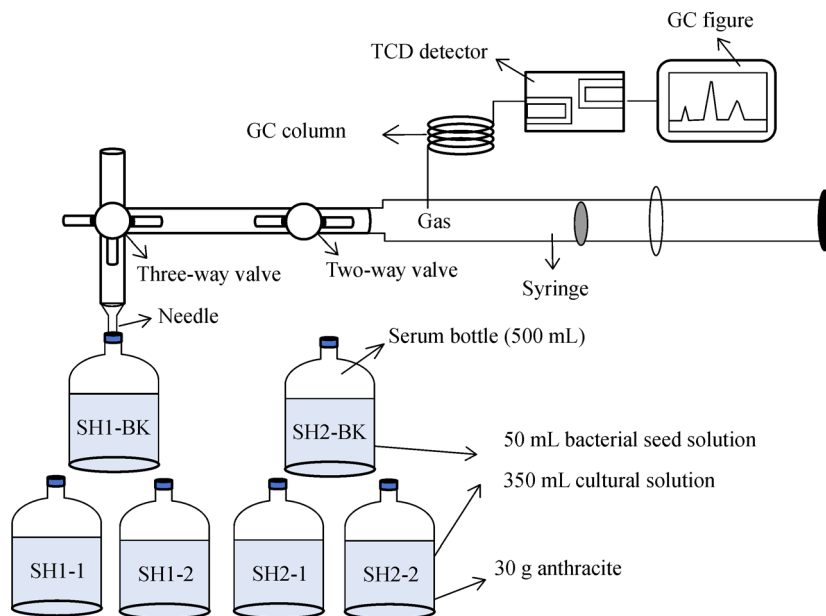 GC figure
TCD detector
GC column
Gas
Three-way valve
Two-way valve
Syringe
Needle
Serum bottle (500 mL)
SH1-BK
SH2-BK
50 mL bacterial seed solution
350 mL cultural solution
SH1-1
SH1-2
SH2-1
SH2-2
30 g anthracite